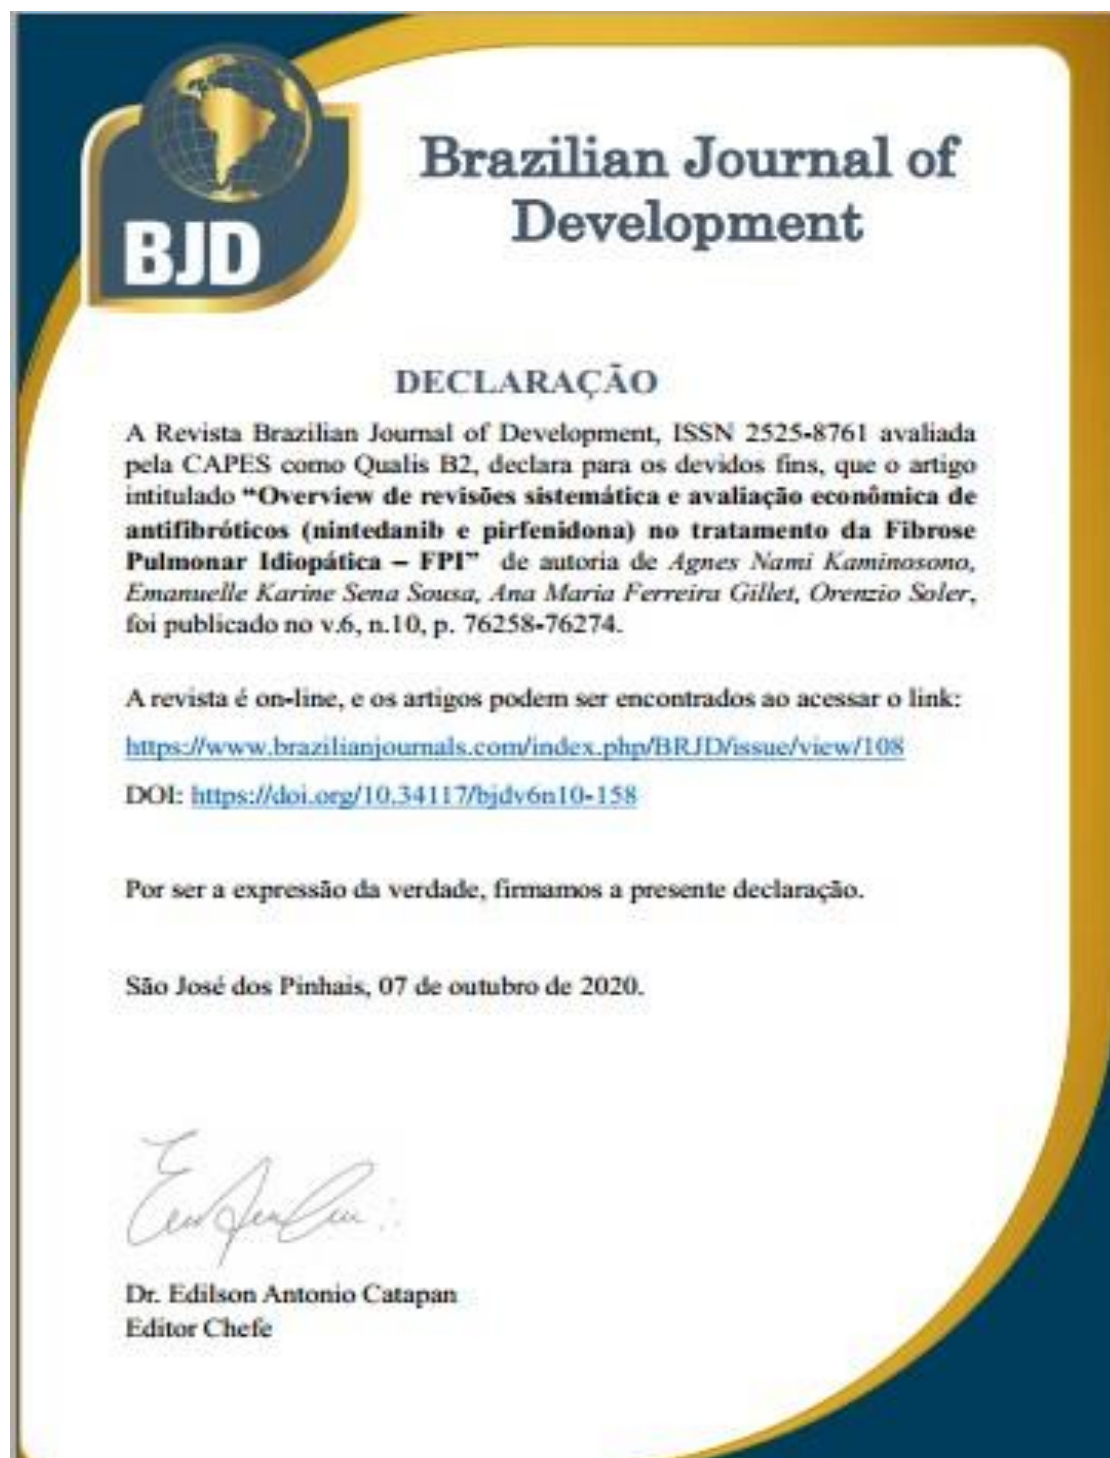 BJD
Brazilian Journal of
Development
DECLARAÇÃO
A Revista Brazilian Journal of Development, ISSN 2525-8761 avaliada
pela CAPES como Qualis B2, declara para os devidos fins, que o artigo
intitulado “Overview de revisões sistemática e avaliação econômica de
antifibróticos (nintedanib e pirfenidona) no tratamento da Fibrose
Pulmonar Idiopática – FPI” de autoria de Agnes Nami Kaminosono,
Emanuelle Karine Sena Sousa, Ana Maria Ferreira Gillet, Orenzio Soler,
foi publicado no v.6, n.10, p. 76258-76274.
A revista é on-line, e os artigos podem ser encontrados ao acessar o link:
https://www.brazilianjournals.com/index.php/BRJD/issue/view/108
DOI: https://doi.org/10.34117/bjdv6n10-158
Por ser a expressão da verdade, firmamos a presente declaração.
São José dos Pinhais, 07 de outubro de 2020.
Dr. Edilson Antonio Catapan
Editor Chefe